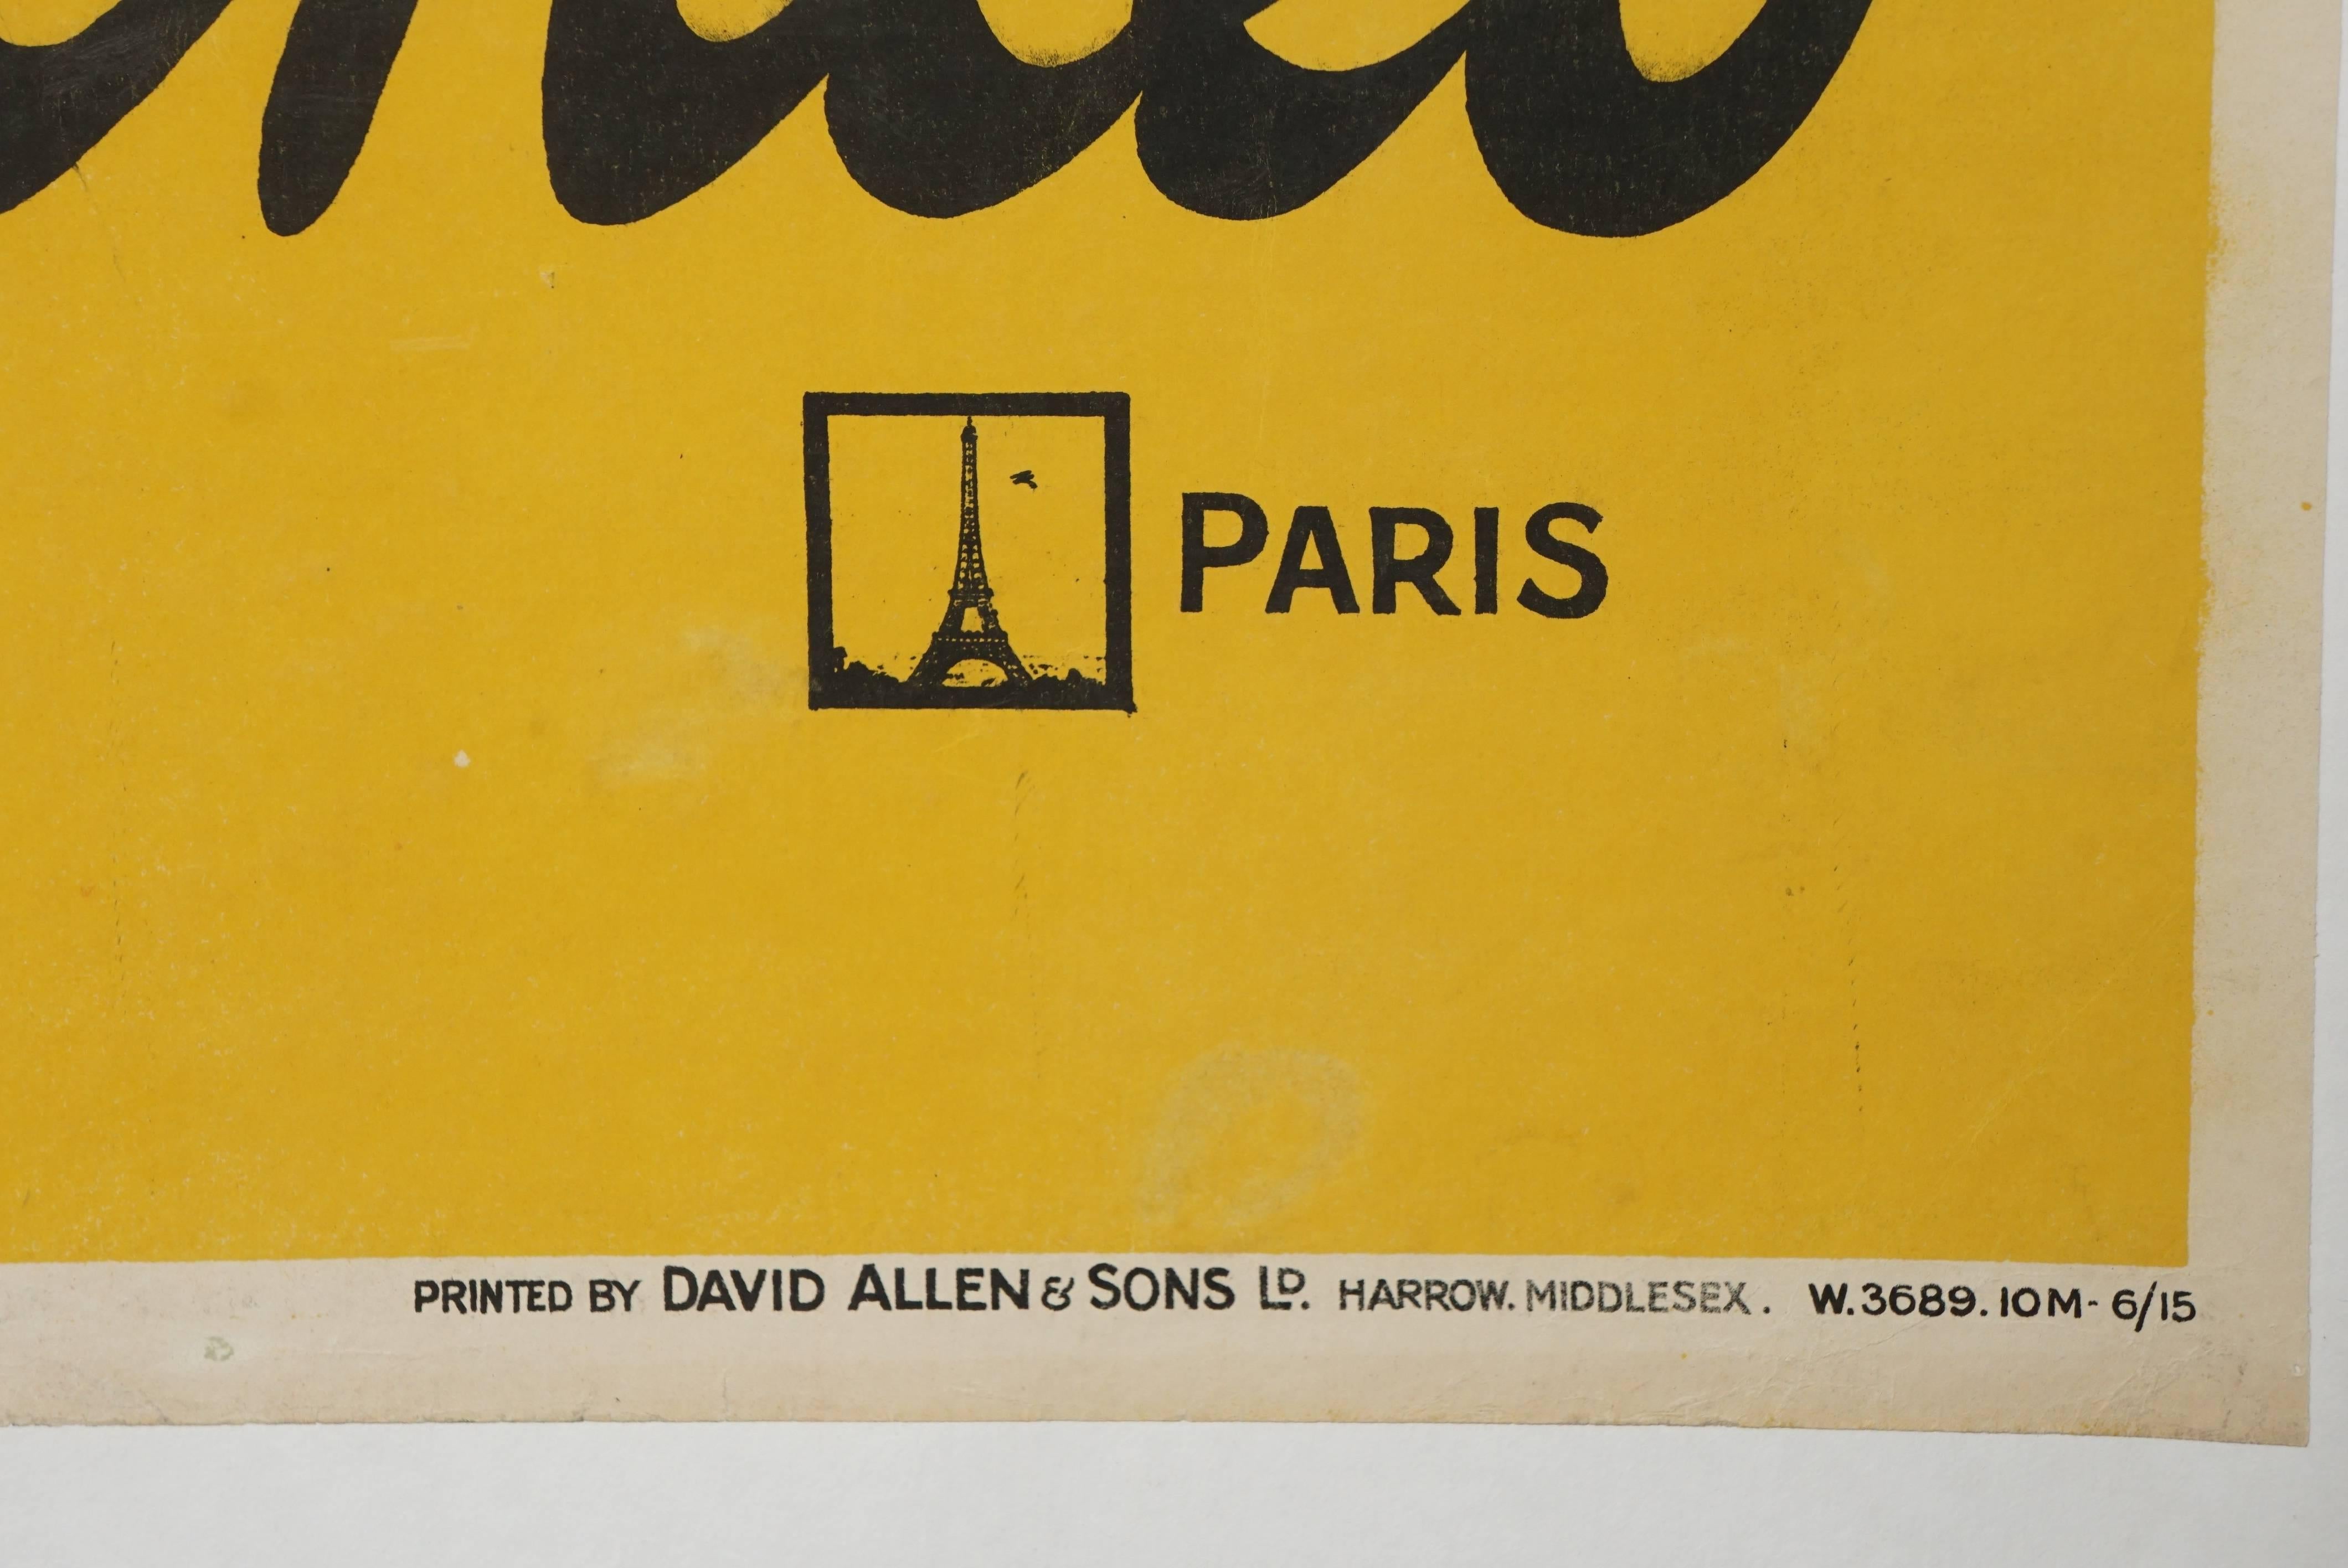 PARIS
PRINTED BY DAVID ALLEN & SONS LD. HARROW. MIDDLESEX. W.3689.10M-6/15